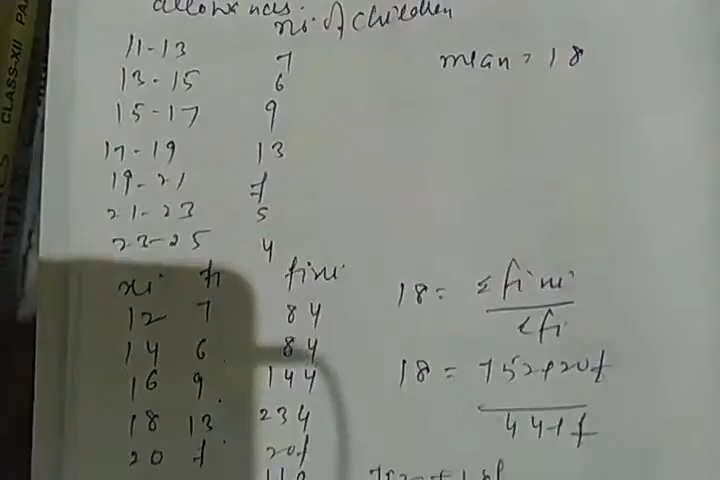 allowances. no. of children
11-13 7 mean = 18
13-15 6
15-17 9
17-19 13
19-21 f
21-23 5
23-25 4
xi fi fixi
12 7 84
14 6 84
16 9 144
18 13 234
20 f 20f
18 = Σfixi
Σfi
18 = 752+20f
44+f
CLASS-XII